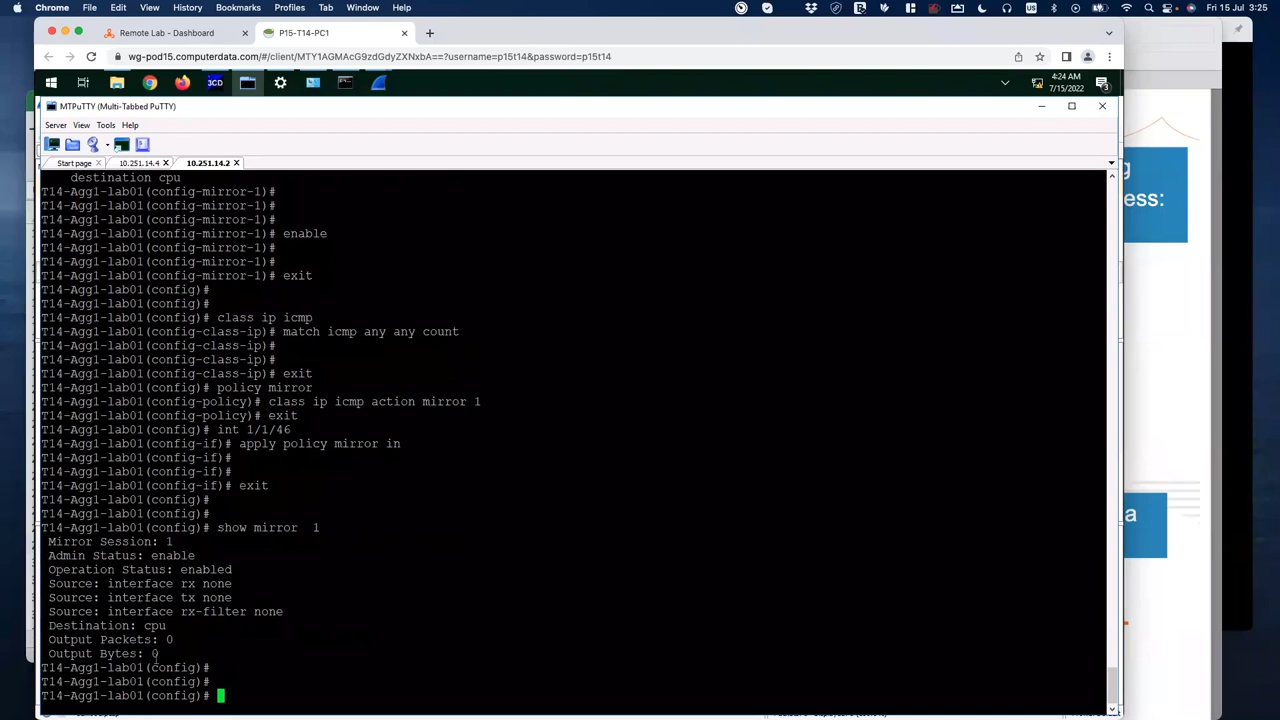 Chrome File Edit View History Bookmarks Profiles Tab Window Help Fri 15 Jul 3:25
Remote Lab - Dashboard P15-T14-PC1
wg-pod15.computerdata.com/#/client/MTY1AGMAcG9zdGdyZXNxbA==?username=p15t14&password=p15t14
3CD
4:24 AM
7/15/2022
3
MTPuTTY (Multi-Tabbed PuTTY)
Server View Tools Help
Start page 10.251.14.4 10.251.14.2
destination cpu
T14-Agg1-lab01(config-mirror-1)#
T14-Agg1-lab01(config-mirror-1)#
T14-Agg1-lab01(config-mirror-1)#
T14-Agg1-lab01(config-mirror-1)# enable
T14-Agg1-lab01(config-mirror-1)#
T14-Agg1-lab01(config-mirror-1)#
T14-Agg1-lab01(config-mirror-1)# exit
T14-Agg1-lab01(config)#
T14-Agg1-lab01(config)#
T14-Agg1-lab01(config)# class ip icmp
T14-Agg1-lab01(config-class-ip)# match icmp any any count
T14-Agg1-lab01(config-class-ip)#
T14-Agg1-lab01(config-class-ip)#
T14-Agg1-lab01(config-class-ip)# exit
T14-Agg1-lab01(config)# policy mirror
T14-Agg1-lab01(config-policy)# class ip icmp action mirror 1
T14-Agg1-lab01(config-policy)# exit
T14-Agg1-lab01(config)# int 1/1/46
T14-Agg1-lab01(config-if)# apply policy mirror in
T14-Agg1-lab01(config-if)#
T14-Agg1-lab01(config-if)#
T14-Agg1-lab01(config-if)# exit
T14-Agg1-lab01(config)#
T14-Agg1-lab01(config)#
T14-Agg1-lab01(config)# show mirror  1
Mirror Session: 1
Admin Status: enable
Operation Status: enabled
Source: interface rx none
Source: interface tx none
Source: interface rx-filter none
Destination: cpu
Output Packets: 0
Output Bytes: 0
T14-Agg1-lab01(config)#
T14-Agg1-lab01(config)#
T14-Agg1-lab01(config)#
g
ess:
a